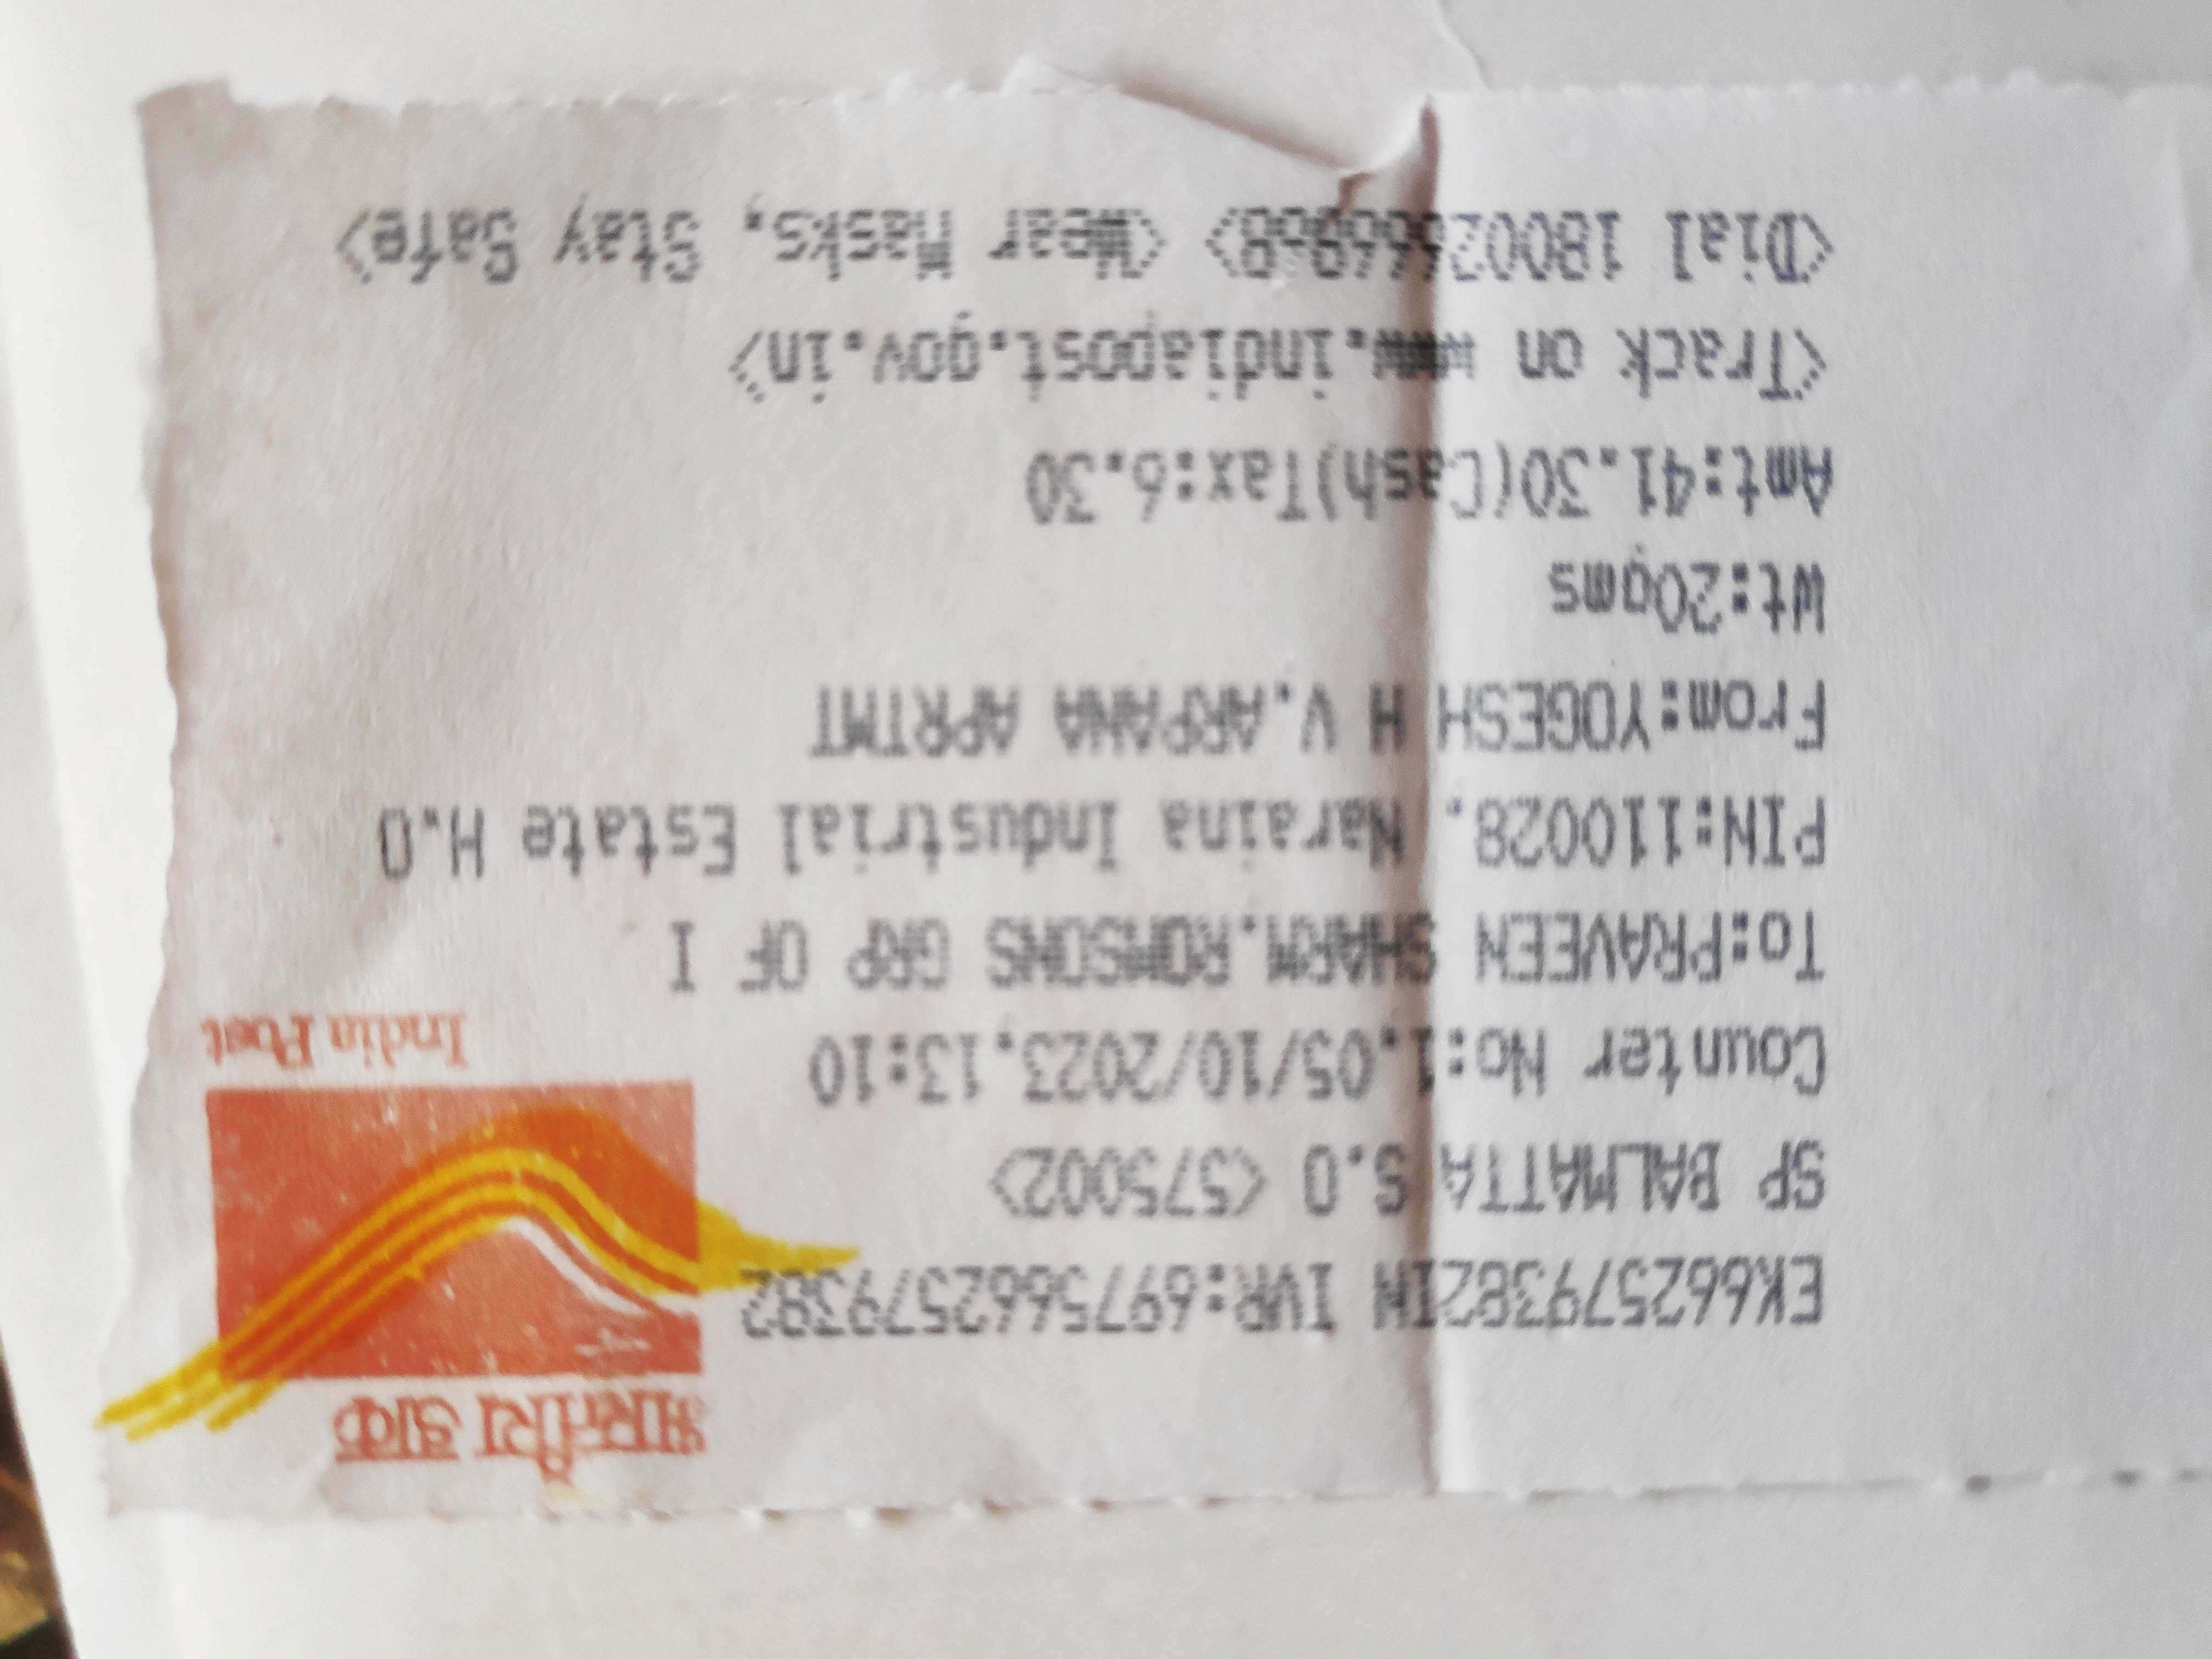 भारतीय डाक
EK662579382IN IVR:6975662579382
SP BALMATTA S.O <575002>
Counter No:1,05/10/2023,13:10
India Post
To:PRAVEEN SHARM,ROMSONS GRP OF I
PIN:110028, Naraina Industrial Estate H.O
From:YOGESH H V,ARPANA APRTMT
Wt:20gms
Amt:41.30(Cash)Tax:6.30
<Track on www.indiapost.gov.in>
<Dial 18002666868> <Wear Masks, Stay Safe>